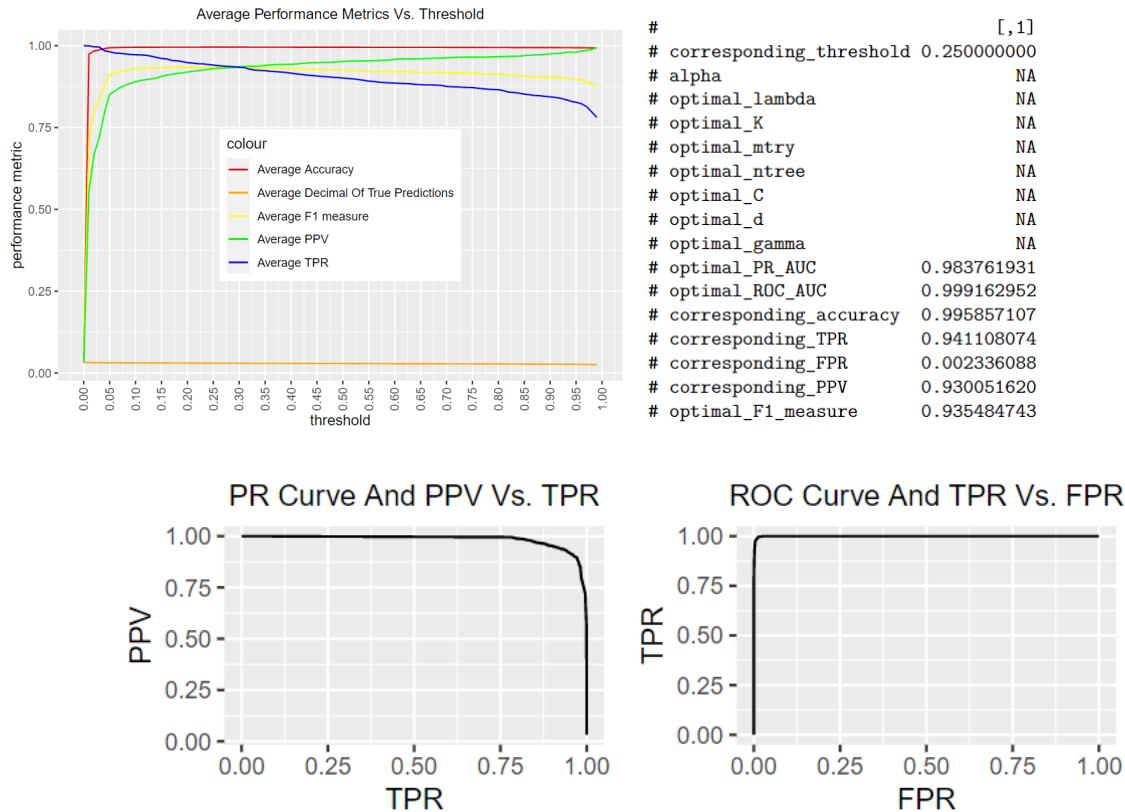 Average Performance Metrics Vs. Threshold
performance metric
1.00
0.75
0.50
0.25
0.00
colour
Average Accuracy
Average Decimal Of True Predictions
Average F1 measure
Average PPV
Average TPR
0.00 0.05 0.10 0.15 0.20 0.25 0.30 0.35 0.40 0.45 0.50 0.55 0.60 0.65 0.70 0.75 0.80 0.85 0.90 0.95 1.00
threshold
# [,1]
# corresponding_threshold 0.250000000
# alpha NA
# optimal_lambda NA
# optimal_K NA
# optimal_mtry NA
# optimal_ntree NA
# optimal_C NA
# optimal_d NA
# optimal_gamma NA
# optimal_PR_AUC 0.983761931
# optimal_ROC_AUC 0.999162952
# corresponding_accuracy 0.995857107
# corresponding_TPR 0.941108074
# corresponding_FPR 0.002336088
# corresponding_PPV 0.930051620
# optimal_F1_measure 0.935484743
PR Curve And PPV Vs. TPR
PPV
1.00
0.75
0.50
0.25
0.00
0.00 0.25 0.50 0.75 1.00
TPR
ROC Curve And TPR Vs. FPR
TPR
1.00
0.75
0.50
0.25
0.00
0.00 0.25 0.50 0.75 1.00
FPR